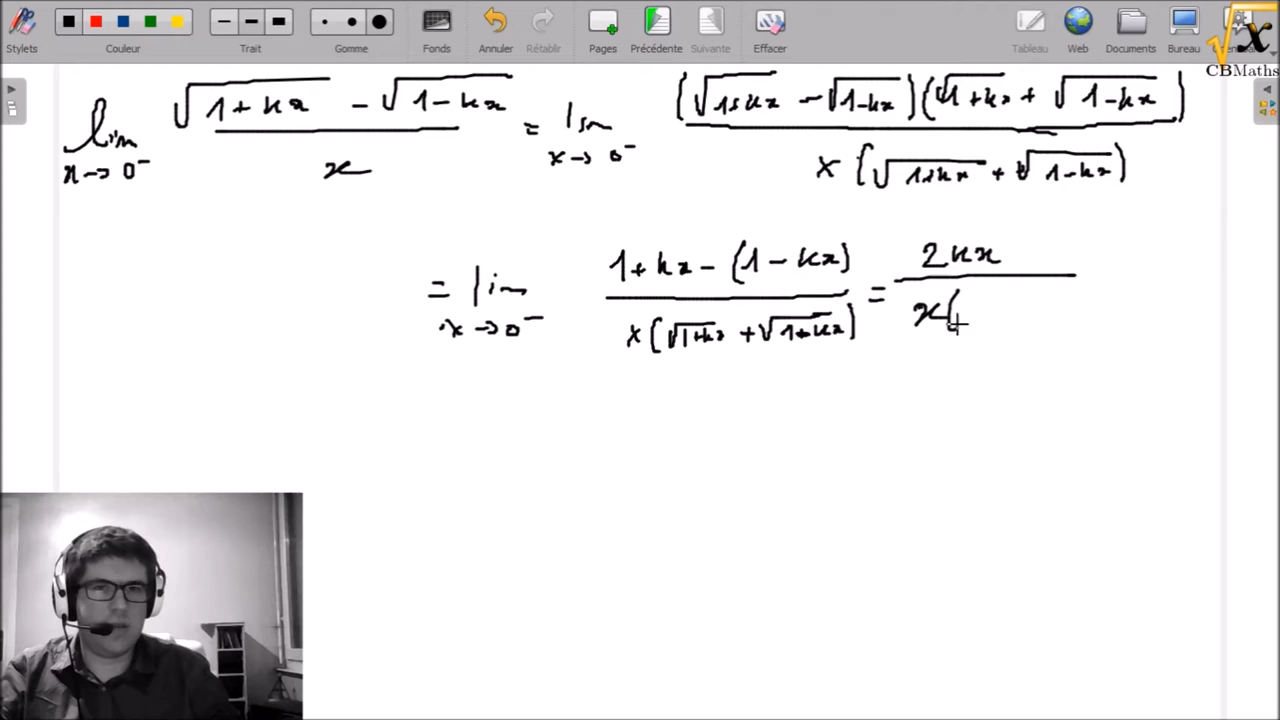 Stylets Couleur Trait Gomme Fonds Annuler Rétablir Pages Précédente Suivante Effacer Tableau Web Documents Bureau
CBMaths
lim x→0⁻ (√(1+kx) - √(1-kx)) / x = lim x→0⁻ (√(1+kx) - √(1-kx))(√(1+kx) + √(1-kx)) / x(√(1+kx) + √(1-kx))
= lim x→0⁻ (1+kx-(1-kx)) / x(√(1+kx) + √(1+kx)) = 2kx / x(